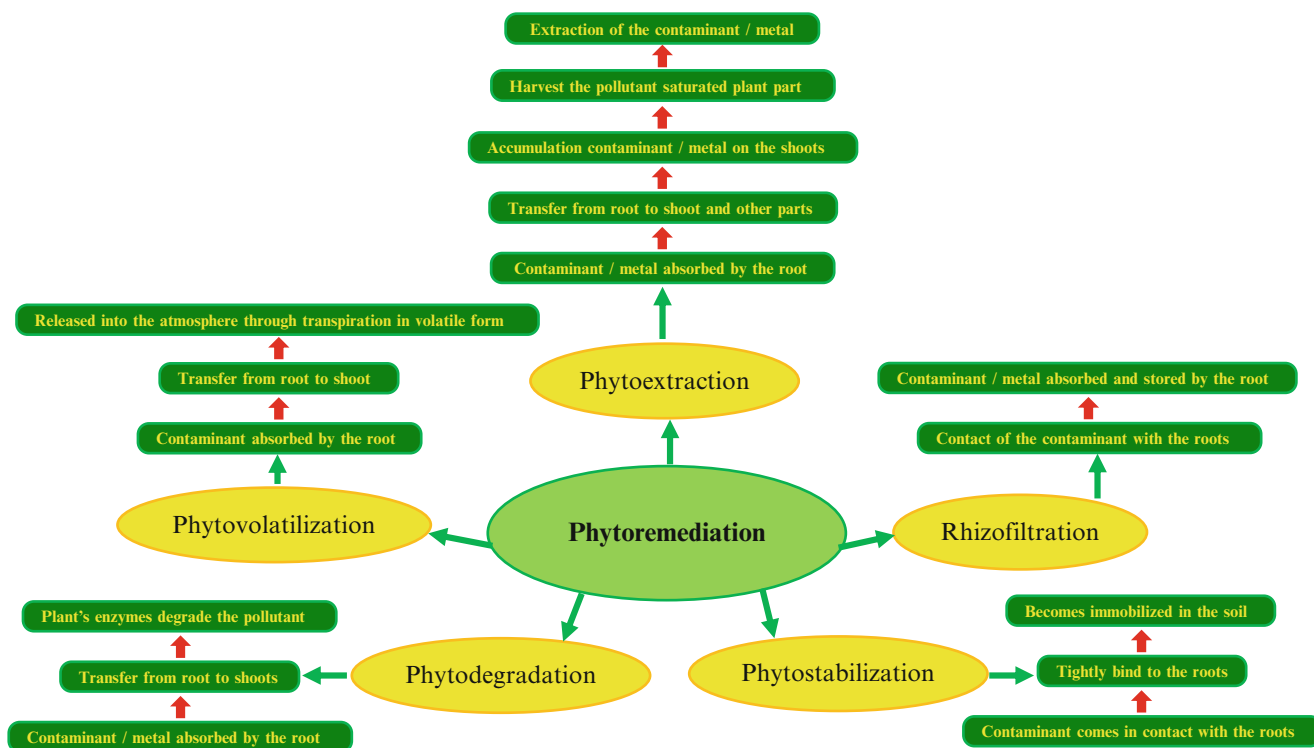 Extraction of the contaminant / metal
Harvest the pollutant saturated plant part
Accumulation contaminant / metal on the shoots
Transfer from root to shoot and other parts
Contaminant / metal absorbed by the root
Phytoextraction
Released into the atmosphere through transpiration in volatile form
Transfer from root to shoot
Contaminant absorbed by the root
Phytovolatilization
Contaminant / metal absorbed and stored by the root
Contact of the contaminant with the roots
Rhizofiltration
Phytoremediation
Plant's enzymes degrade the pollutant
Transfer from root to shoots
Contaminant / metal absorbed by the root
Phytodegradation
Phytostabilization
Becomes immobilized in the soil
Tightly bind to the roots
Contaminant comes in contact with the roots